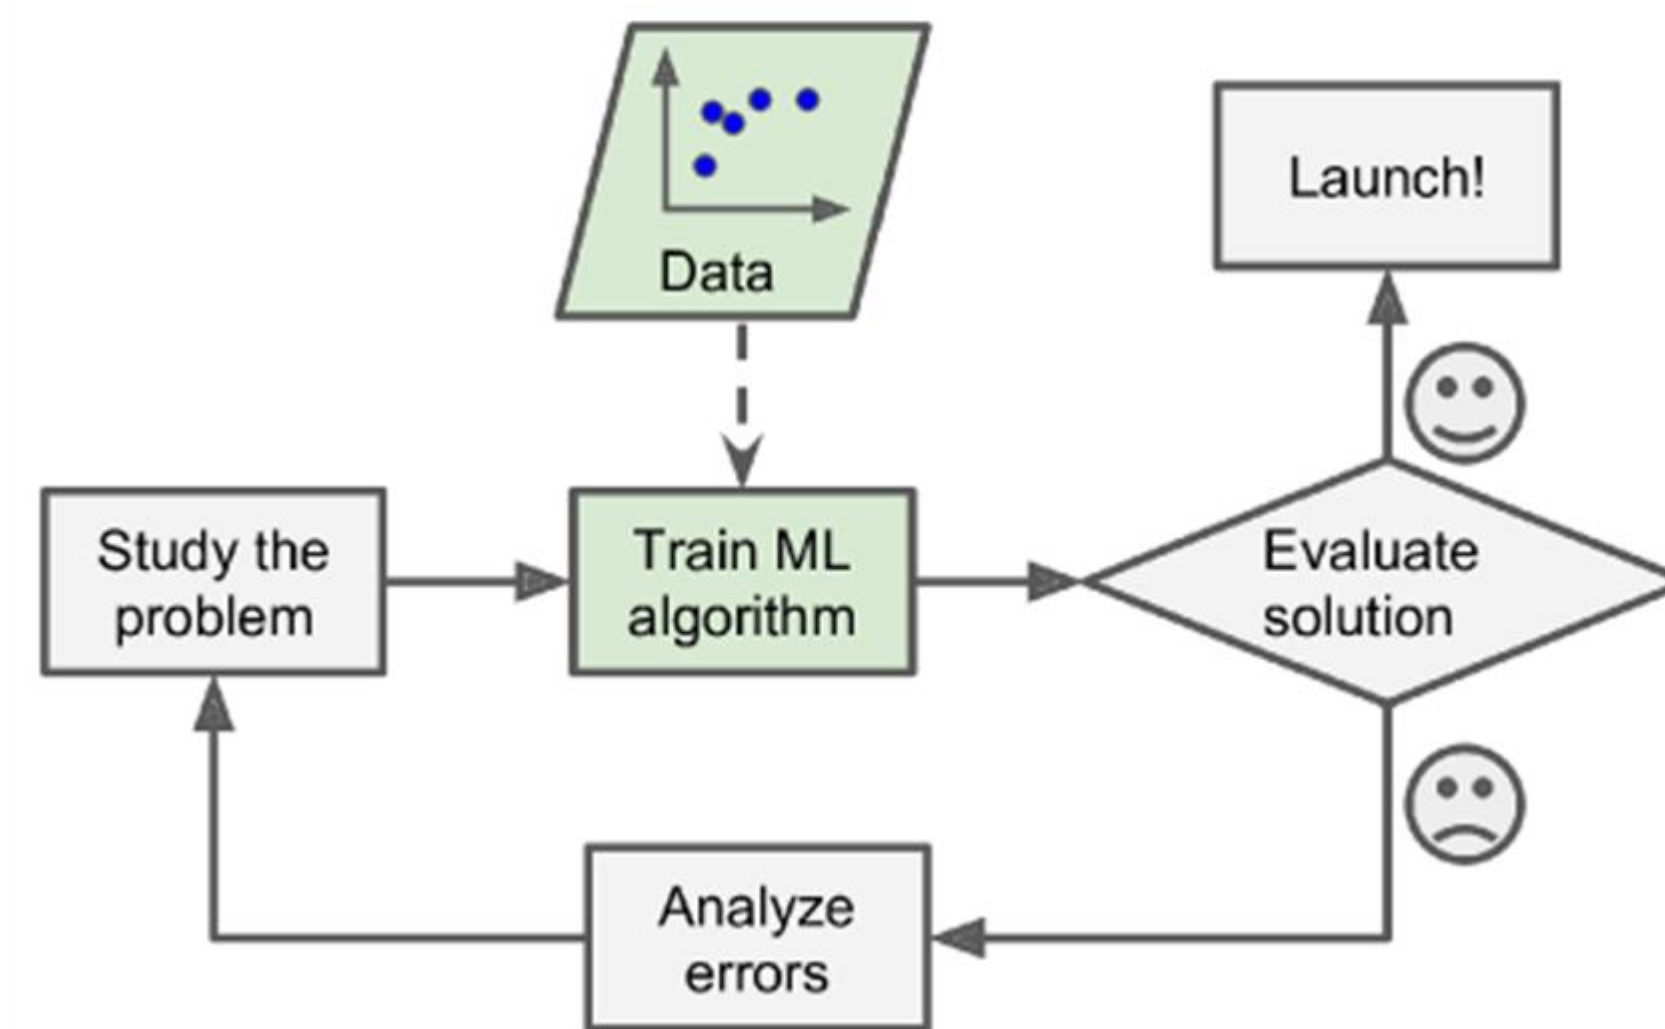 Data
Launch!
Study the
problem
Train ML
algorithm
Evaluate
solution
Analyze
errors